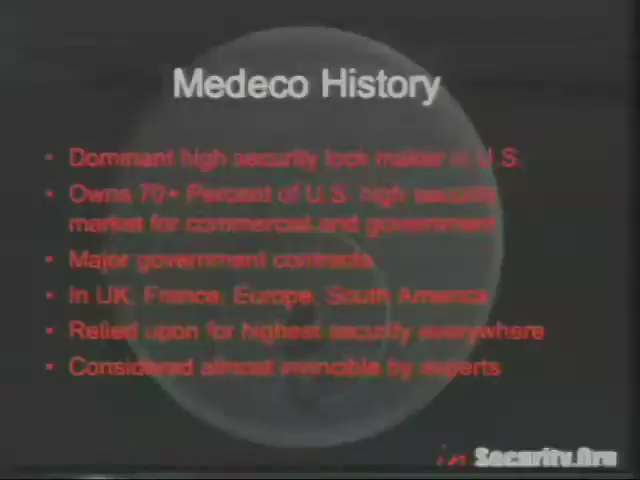 Medeco History
• Dominant high security lock maker in U.S.
• Owns 70+ Percent of U.S. high security
market for commercial and government
• Major government contracts
• In UK, France, Europe, South America
• Relied upon for highest security everywhere
• Considered almost invincible by experts
in Security.Org